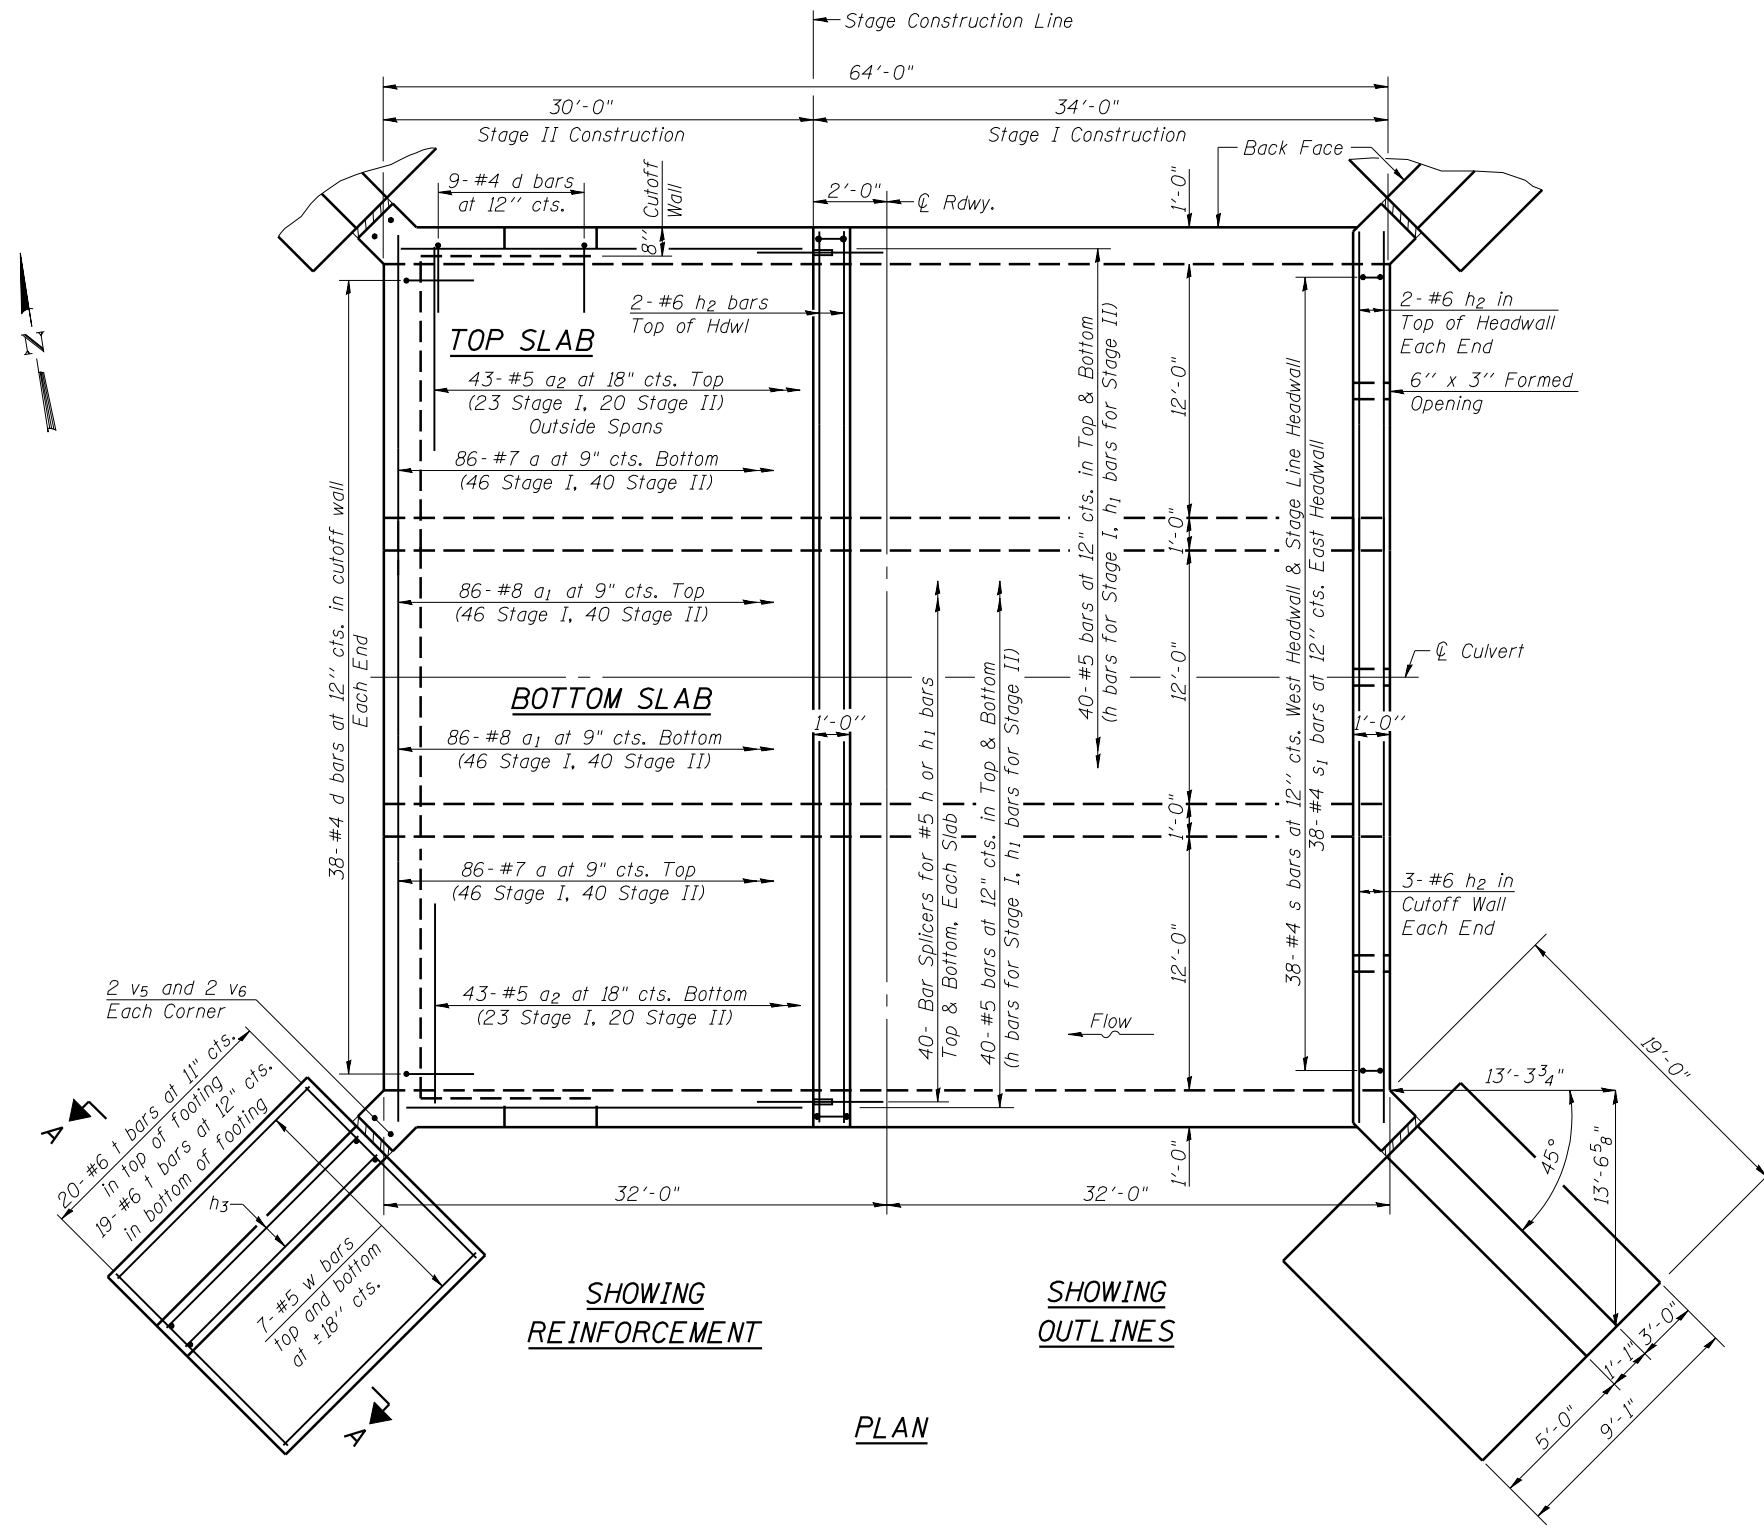 Stage Construction Line
64'-0"
30'-0"
34'-0"
Stage II Construction
Stage I Construction
Back Face
9-#4 d bars
at 12" cts.
8" Cutoff
Wall
2'-0"
℄ Rdwy.
1'-0"
N
2-#6 h2 bars
Top of Hdwl
2-#6 h2 in
Top of Headwall
Each End
TOP SLAB
43-#5 a2 at 18" cts. Top
(23 Stage I, 20 Stage II)
Outside Spans
6" x 3" Formed
Opening
86-#7 a at 9" cts. Bottom
(46 Stage I, 40 Stage II)
12'-0"
1'-0"
40-#5 bars at 12" cts. in Top & Bottom
(h bars for Stage I, h1 bars for Stage II)
38-#4 d bars at 12" cts. in cutoff wall
Each End
86-#8 a1 at 9" cts. Top
(46 Stage I, 40 Stage II)
℄ Culvert
12'-0"
BOTTOM SLAB
1'-0"
1'-0"
86-#8 a1 at 9" cts. Bottom
(46 Stage I, 40 Stage II)
38-#4 s bars at 12" cts. West Headwall & Stage Line Headwall
38-#4 s1 bars at 12" cts. East Headwall
1'-0"
40- Bar Splicers for #5 h or h1 bars
Top & Bottom, Each Slab
40-#5 bars at 12" cts. in Top & Bottom
(h bars for Stage I, h1 bars for Stage II)
86-#7 a at 9" cts. Top
(46 Stage I, 40 Stage II)
3-#6 h2 in
Cutoff Wall
Each End
12'-0"
43-#5 a2 at 18" cts. Bottom
(23 Stage I, 20 Stage II)
Flow
2 v5 and 2 v6
Each Corner
20-#6 t bars at 11" cts.
in top of footing
19-#6 t bars at 12" cts.
in bottom of footing
A
h3
7-#5 w bars
top and bottom
at ±18" cts.
A
1'-0"
32'-0"
32'-0"
13'-3 3/4"
19'-0"
45°
13'-6 5/8"
3'-0"
1'-1"
5'-0"
9'-1"
SHOWING
REINFORCEMENT
SHOWING
OUTLINES
PLAN